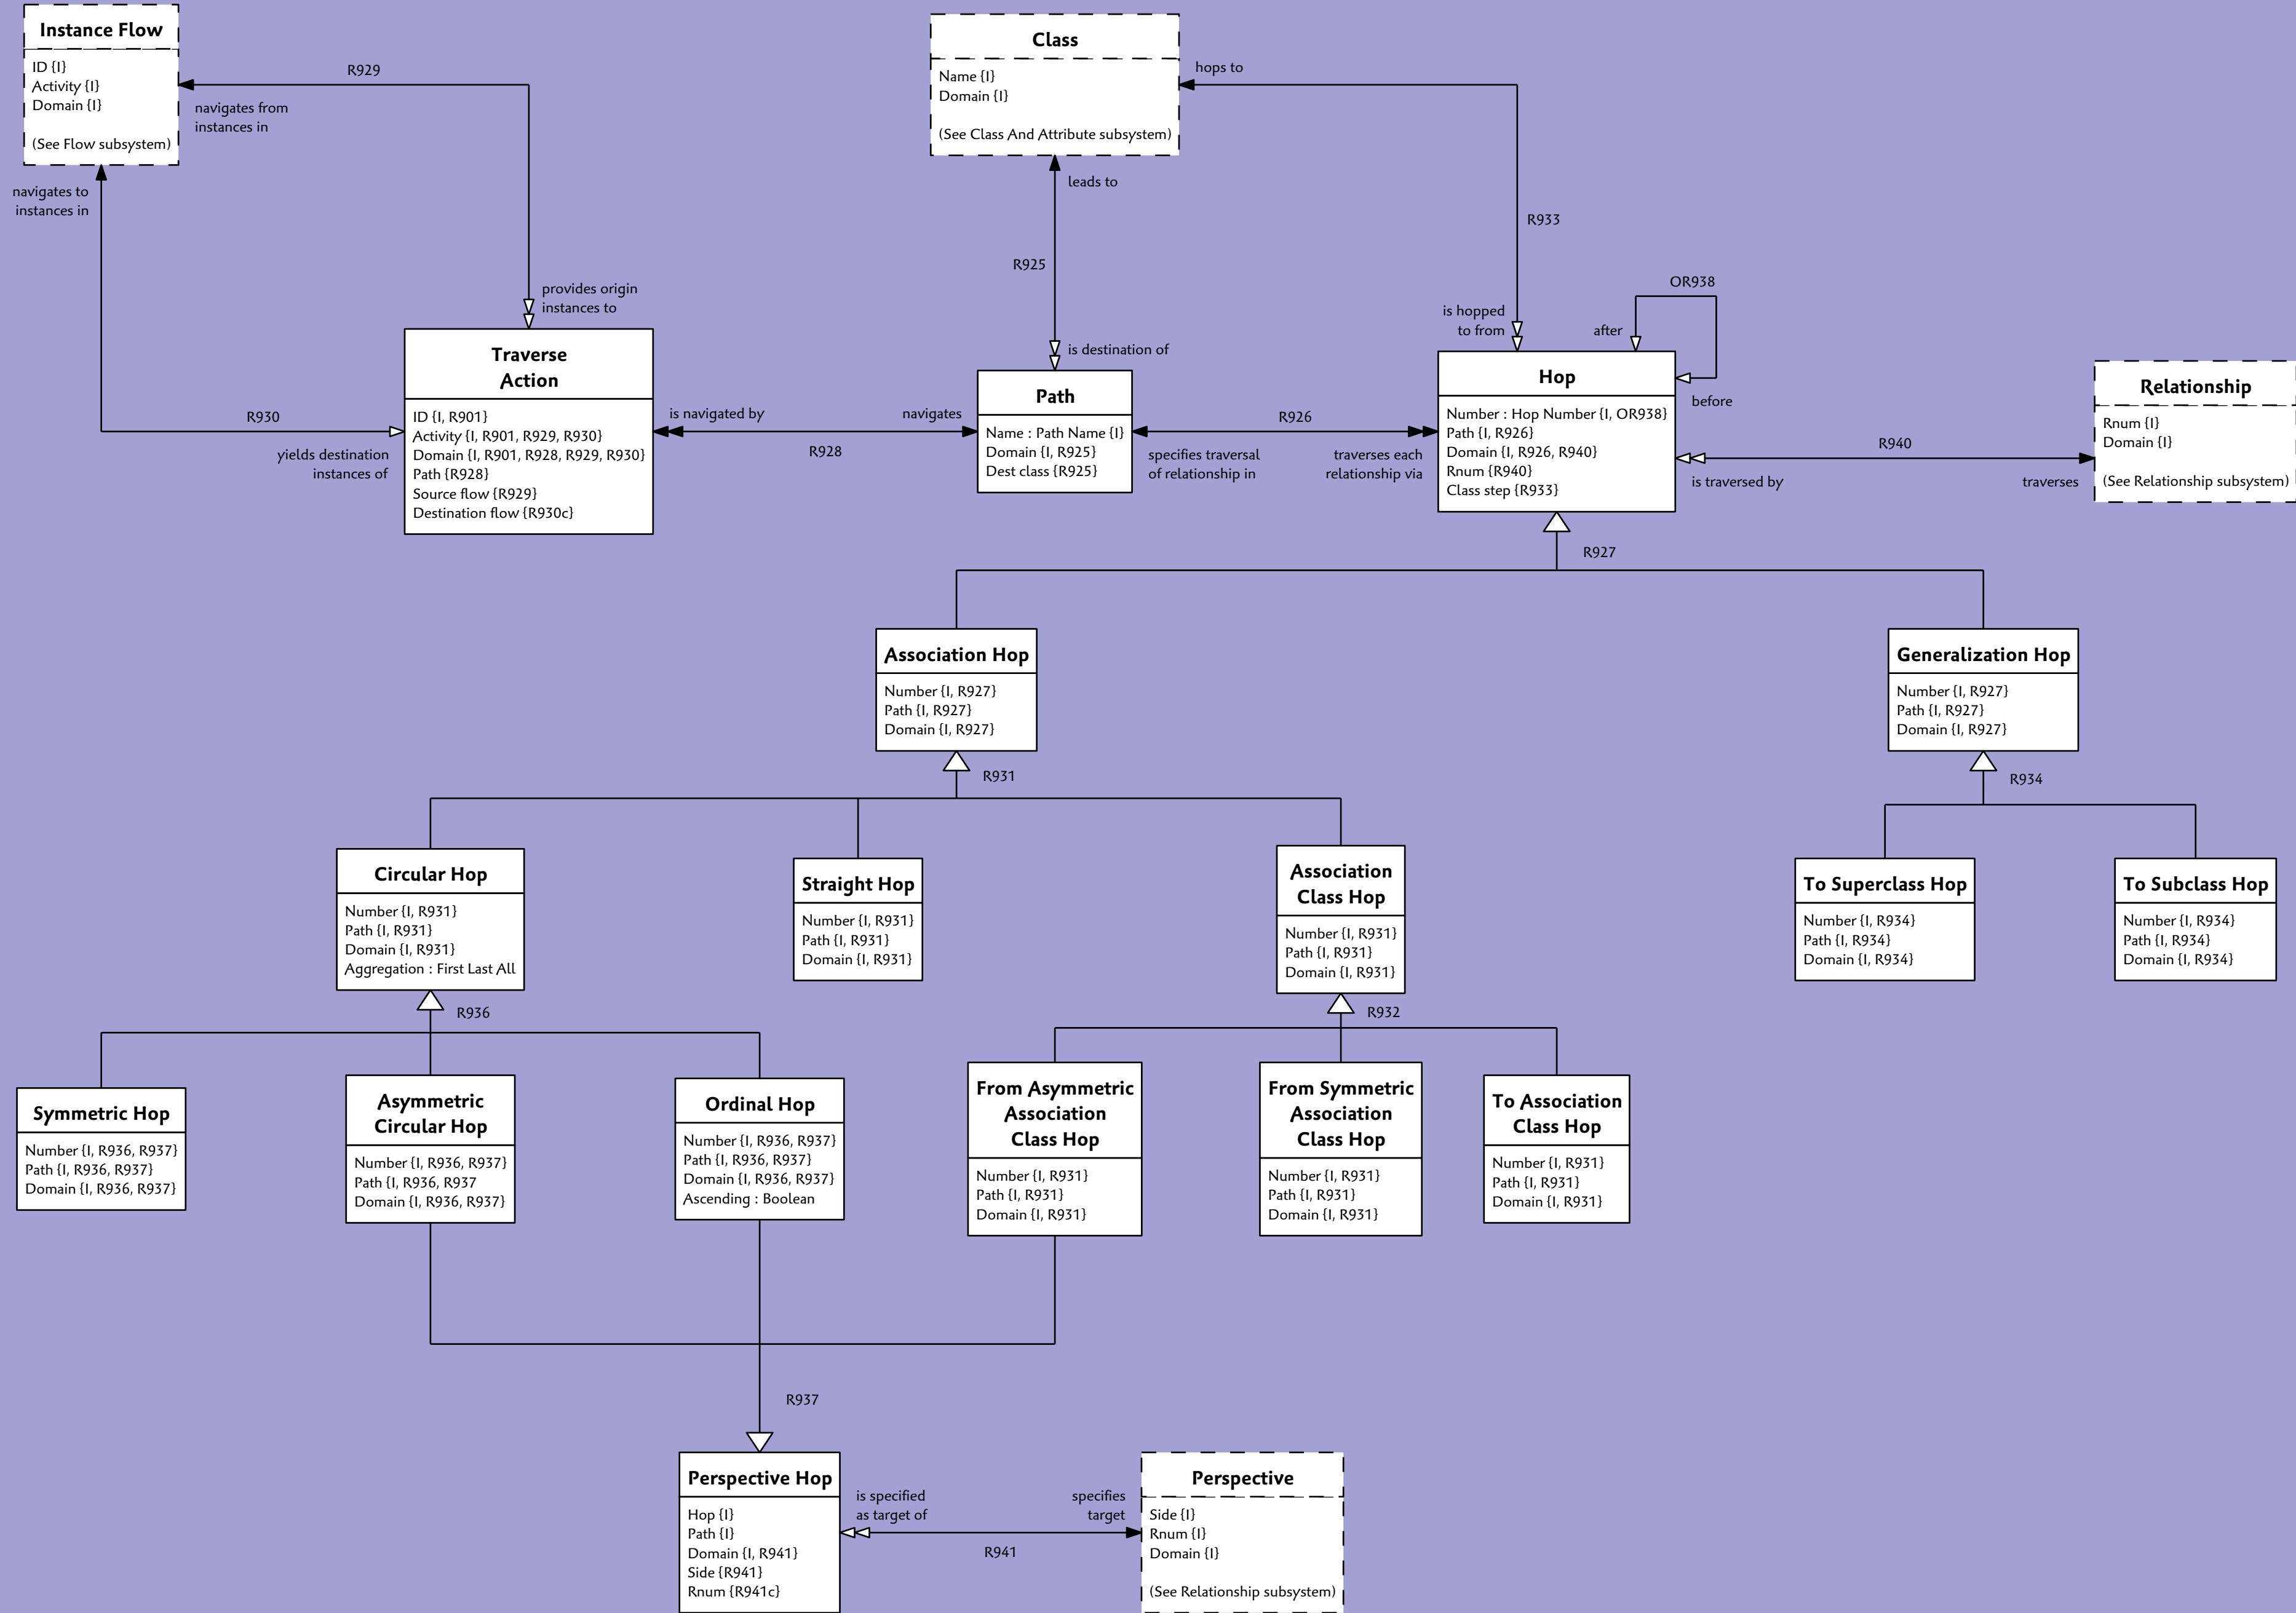 Instance Flow
ID {I}
Activity {I}
Domain {I}
(See Flow subsystem)
R929
navigates from
instances in
navigates to
instances in
provides origin
instances to
Class
Name {I}
Domain {I}
(See Class And Attribute subsystem)
hops to
leads to
R933
R925
is destination of
is hopped
to from
OR938
after
before
Traverse
Action
ID {I, R901}
Activity {I, R901, R929, R930}
Domain {I, R901, R928, R929, R930}
Path {R928}
Source flow {R929}
Destination flow {R930c}
R930
yields destination
instances of
is navigated by
navigates
R928
Path
Name : Path Name {I}
Domain {I, R925}
Dest class {R925}
R926
specifies traversal
of relationship in
traverses each
relationship via
Hop
Number : Hop Number {I, OR938}
Path {I, R926}
Domain {I, R926, R940}
Rnum {R940}
Class step {R933}
R940
is traversed by
traverses
Relationship
Rnum {I}
Domain {I}
(See Relationship subsystem)
R927
Association Hop
Number {I, R927}
Path {I, R927}
Domain {I, R927}
Generalization Hop
Number {I, R927}
Path {I, R927}
Domain {I, R927}
R931
R934
Circular Hop
Number {I, R931}
Path {I, R931}
Domain {I, R931}
Aggregation : First Last All
Straight Hop
Number {I, R931}
Path {I, R931}
Domain {I, R931}
Association
Class Hop
Number {I, R931}
Path {I, R931}
Domain {I, R931}
To Superclass Hop
Number {I, R934}
Path {I, R934}
Domain {I, R934}
To Subclass Hop
Number {I, R934}
Path {I, R934}
Domain {I, R934}
R936
R932
Symmetric Hop
Number {I, R936, R937}
Path {I, R936, R937}
Domain {I, R936, R937}
Asymmetric
Circular Hop
Number {I, R936, R937}
Path {I, R936, R937
Domain {I, R936, R937}
Ordinal Hop
Number {I, R936, R937}
Path {I, R936, R937}
Domain {I, R936, R937}
Ascending : Boolean
From Asymmetric
Association
Class Hop
Number {I, R931}
Path {I, R931}
Domain {I, R931}
From Symmetric
Association
Class Hop
Number {I, R931}
Path {I, R931}
Domain {I, R931}
To Association
Class Hop
Number {I, R931}
Path {I, R931}
Domain {I, R931}
R937
Perspective Hop
Hop {I}
Path {I}
Domain {I, R941}
Side {R941}
Rnum {R941c}
is specified
as target of
specifies
target
R941
Perspective
Side {I}
Rnum {I}
Domain {I}
(See Relationship subsystem)